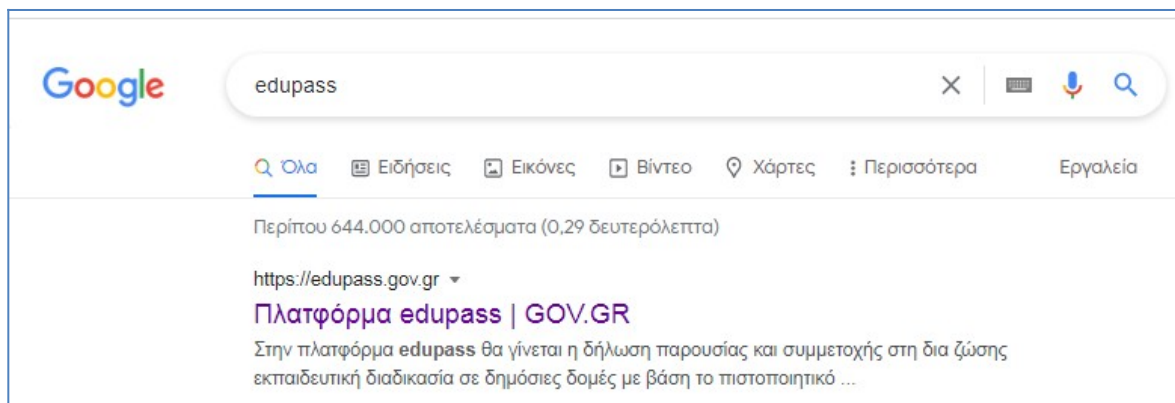 Google
edupass
Όλα Ειδήσεις Εικόνες Βίντεο Χάρτες Περισσότερα Εργαλεία
Περίπου 644.000 αποτελέσματα (0,29 δευτερόλεπτα)
https://edupass.gov.gr
Πλατφόρμα edupass | GOV.GR
Στην πλατφόρμα edupass θα γίνεται η δήλωση παρουσίας και συμμετοχής στη δια ζώσης
εκπαιδευτική διαδικασία σε δημόσιες δομές με βάση το πιστοποιητικό ...